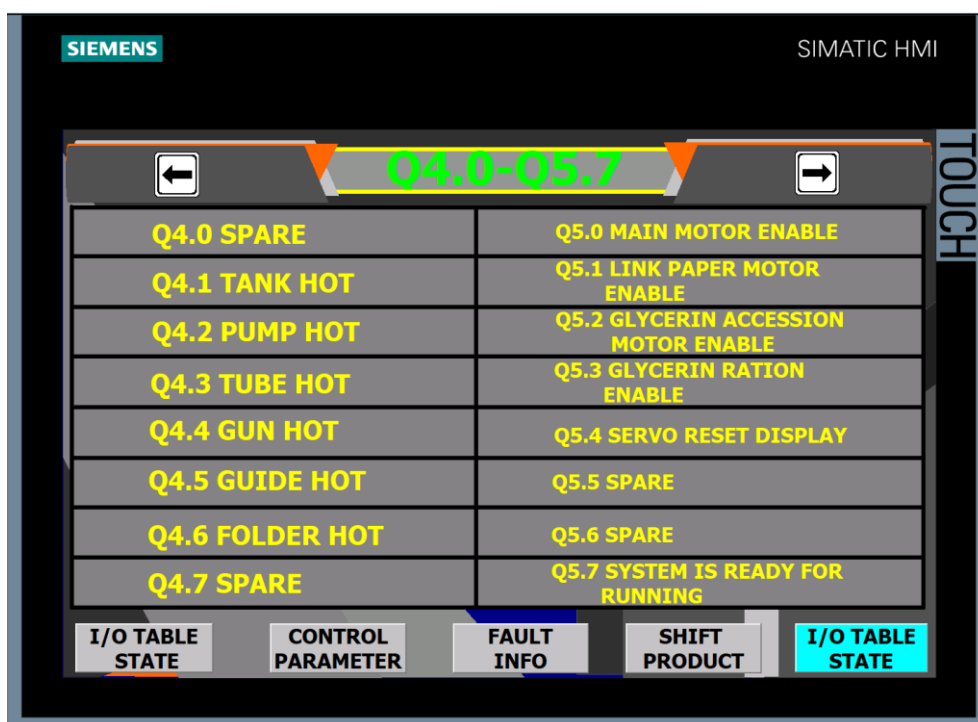 SIEMENS
SIMATIC HMI
TOUCH
Q4.0-Q5.7
Q4.0 SPARE
Q4.1 TANK HOT
Q4.2 PUMP HOT
Q4.3 TUBE HOT
Q4.4 GUN HOT
Q4.5 GUIDE HOT
Q4.6 FOLDER HOT
Q4.7 SPARE
Q5.0 MAIN MOTOR ENABLE
Q5.1 LINK PAPER MOTOR
ENABLE
Q5.2 GLYCERIN ACCESSION
MOTOR ENABLE
Q5.3 GLYCERIN RATION
ENABLE
Q5.4 SERVO RESET DISPLAY
Q5.5 SPARE
Q5.6 SPARE
Q5.7 SYSTEM IS READY FOR
RUNNING
I/O TABLE
STATE
CONTROL
PARAMETER
FAULT
INFO
SHIFT
PRODUCT
I/O TABLE
STATE